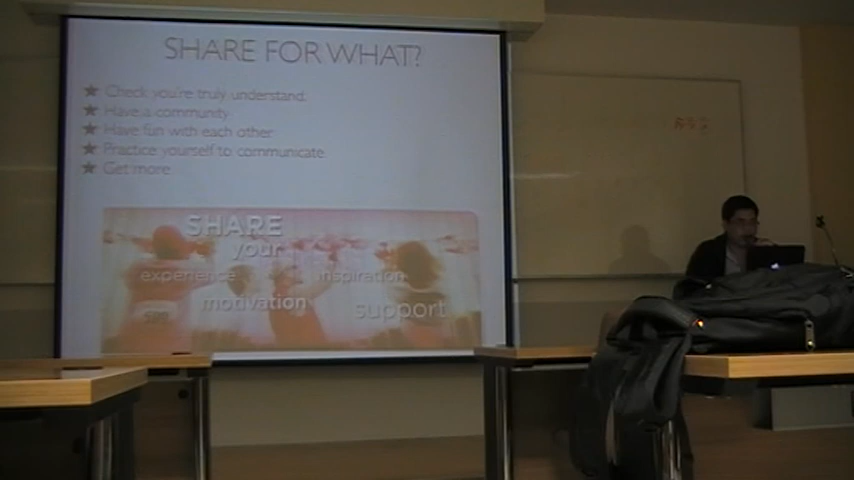 SHARE FOR WHAT?
★ Check you're truly understand.
★ Have a community
★ Have fun with each other
★ Practice yourself to communicate
★ Get more
SHARE
your
experience inspiration
motivation support